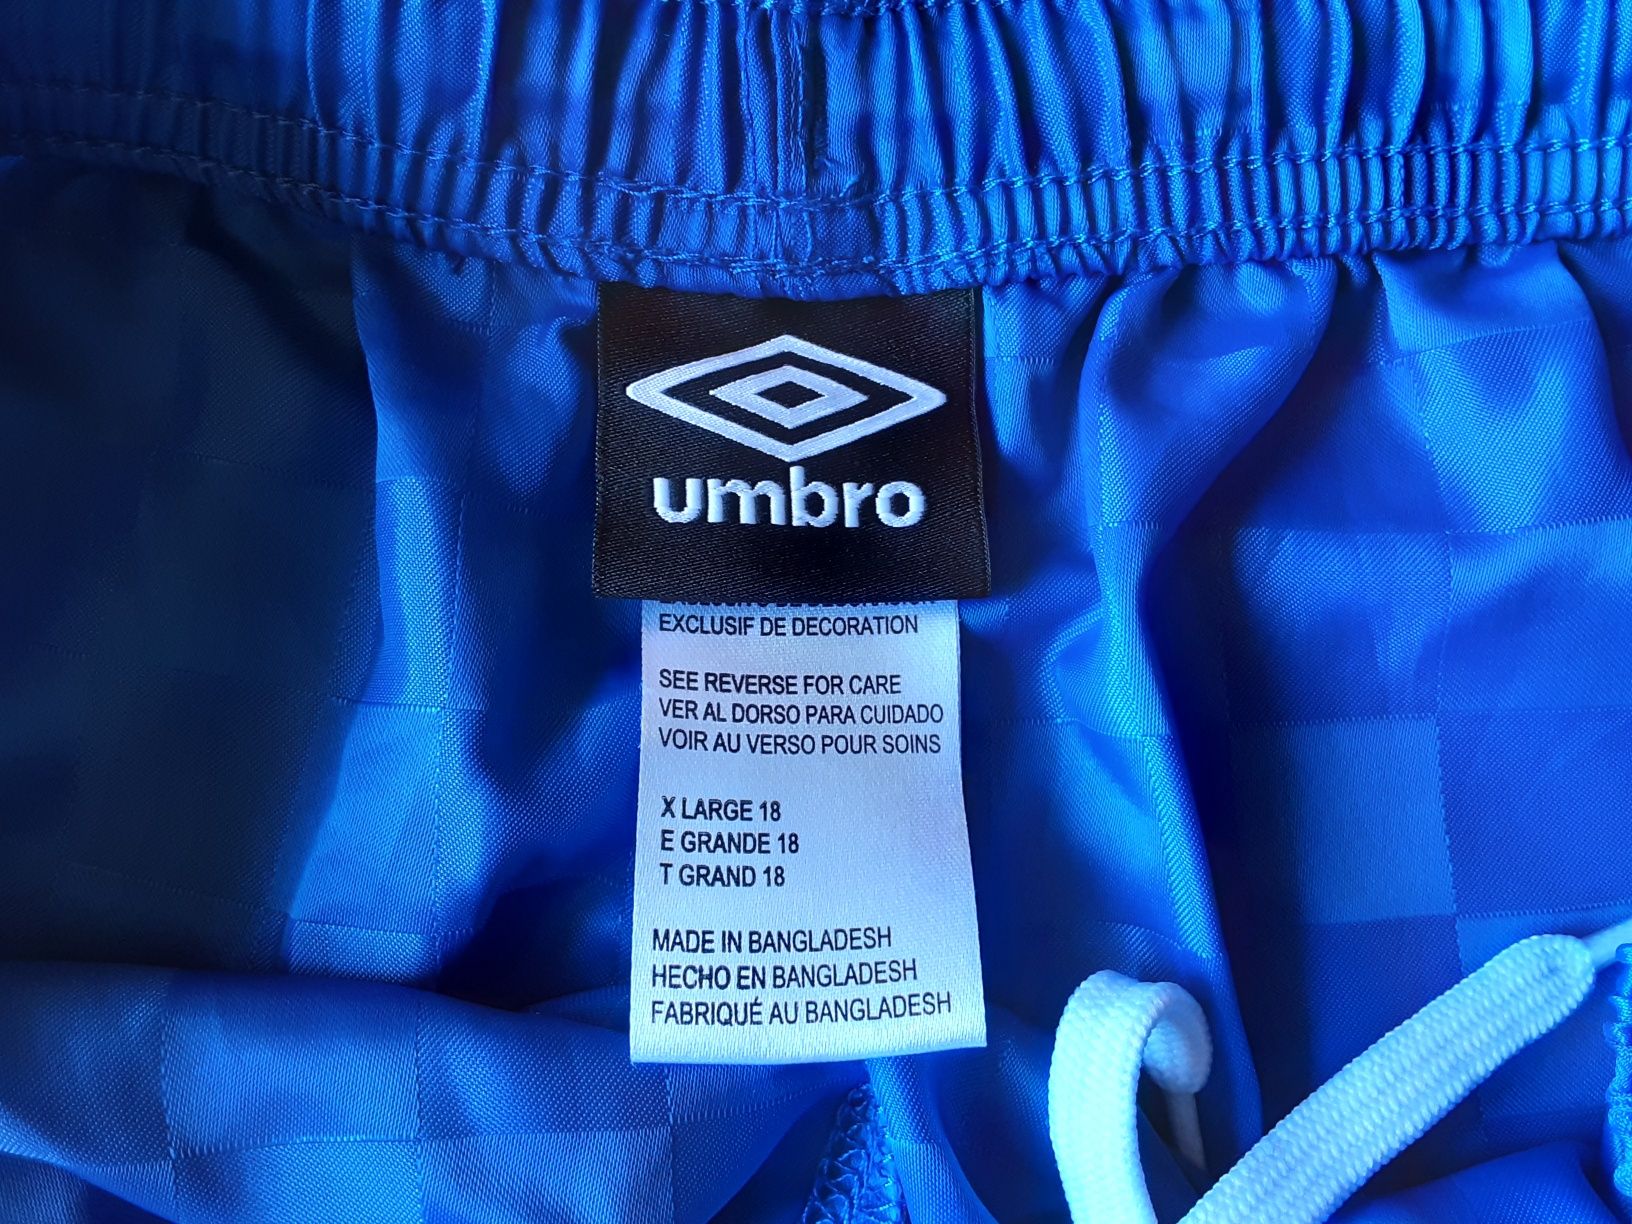 umbro
EXCLUSIF DE DECORATION
SEE REVERSE FOR CARE
VER AL DORSO PARA CUIDADO
VOIR AU VERSO POUR SOINS
X LARGE 18
E GRANDE 18
T GRAND 18
MADE IN BANGLADESH
HECHO EN BANGLADESH
FABRIQUÉ AU BANGLADESH